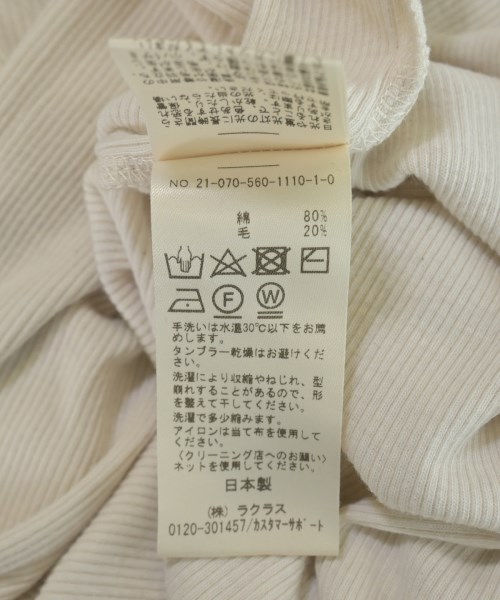 NO 21-070-560-1110-1-0
綿 80%
毛 20%
F W
手洗いは水温30℃以下をお薦
めします。
タンブラー乾燥はお避けくだ
さい。
洗濯により収縮やねじれ、型
崩れすることがあるので、形
を整えて干してください。
洗濯で多少縮みます。
アイロンは当て布を使用して
ください。
〈クリーニング店へのお願い〉
ネットを使用してください。
日本製
(株) ラクラス
0120-301457/カスタマーサポート